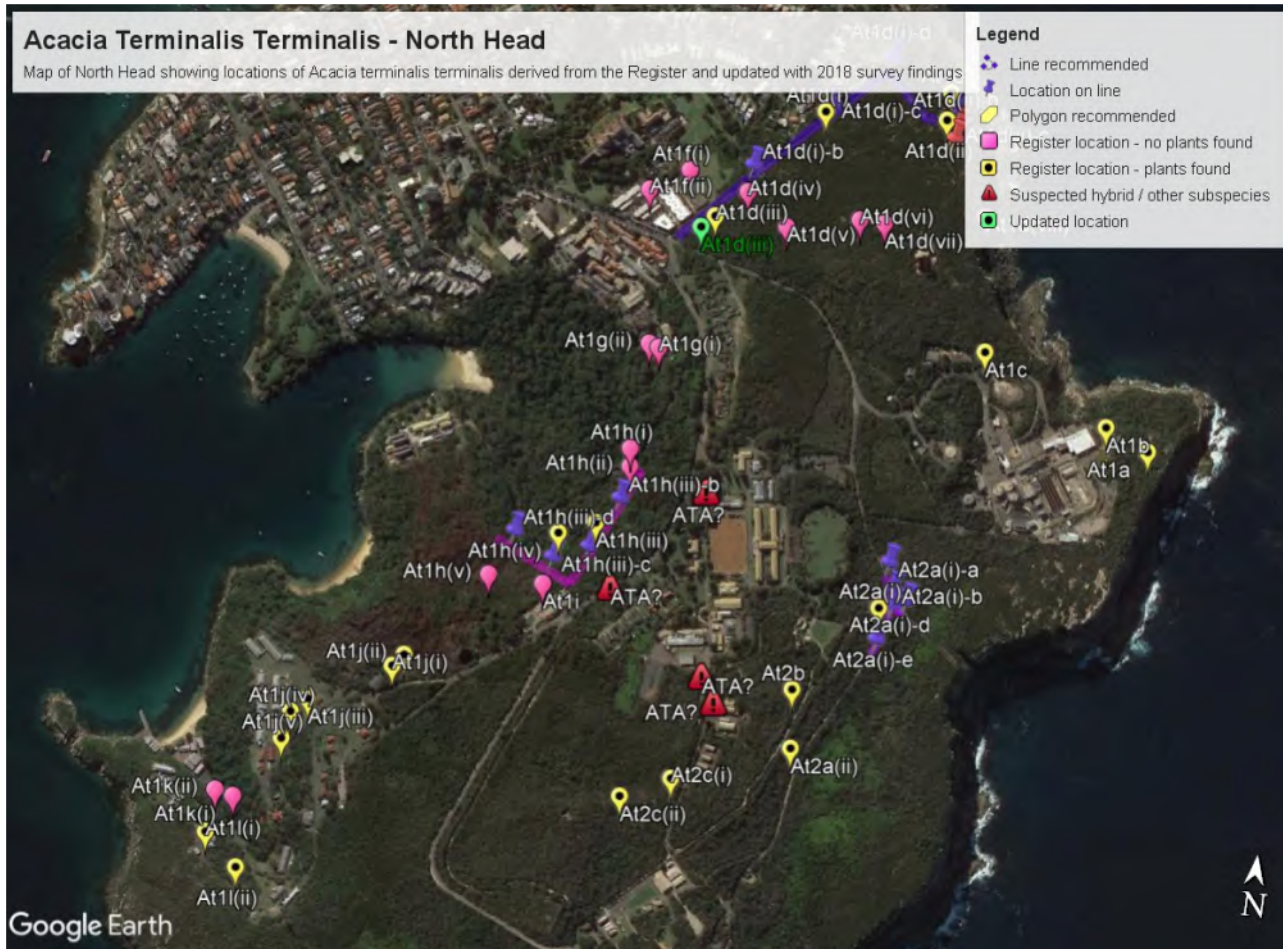 Acacia Terminalis Terminalis - North Head
Map of North Head showing locations of Acacia terminalis terminalis derived from the Register and updated with 2018 survey findings
Legend
Line recommended
Location on line
Polygon recommended
Register location - no plants found
Register location - plants found
Suspected hybrid / other subspecies
Updated location
At1d(i)-d
At1d(i)
At1d(i)-c
At1d(i)-b
At1f(i)
At1f(ii)
At1d(iv)
At1d(iii)
At1d(iii)
At1d(v)
At1d(vi)
At1d(vii)
At1g(ii)
At1g(i)
At1c
At1b
At1a
At1h(i)
At1h(ii)
At1h(iii)-b
ATA?
At1h(iii)-d
At1h(iii)
At1h(iv)
At1h(iii)-c
At1h(v)
At1i
ATA?
At2a(i)-a
At2a(i)
At2a(i)-b
At2a(i)-d
At2a(i)-e
At1j(ii)
At1j(i)
At2b
ATA?
ATA?
At1j(iv)
At1j(iii)
At1j(v)
At2a(ii)
At2c(i)
At2c(ii)
At1k(ii)
At1k(i)
At1l(i)
At1l(ii)
Google Earth
N